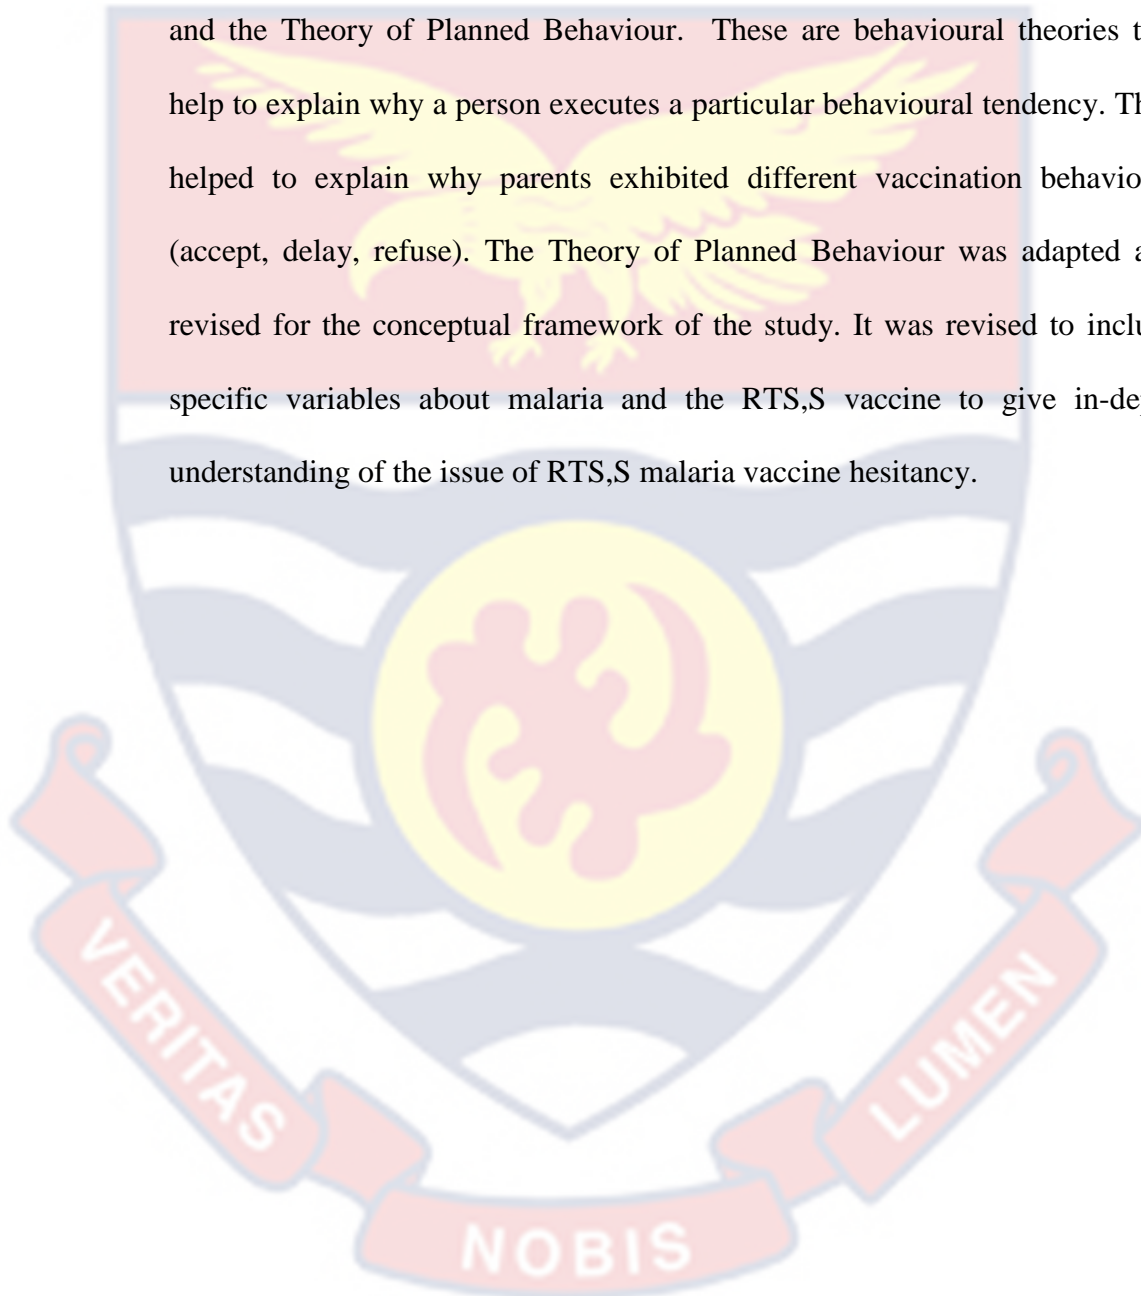 and the Theory of Planned Behaviour. These are behavioural theories t
help to explain why a person executes a particular behavioural tendency. Th
helped to explain why parents exhibited different vaccination behavio
(accept, delay, refuse). The Theory of Planned Behaviour was adapted a
revised for the conceptual framework of the study. It was revised to inclu
specific variables about malaria and the RTS,S vaccine to give in-dep
understanding of the issue of RTS,S malaria vaccine hesitancy.
VERITAS
NOBIS
LUMEN